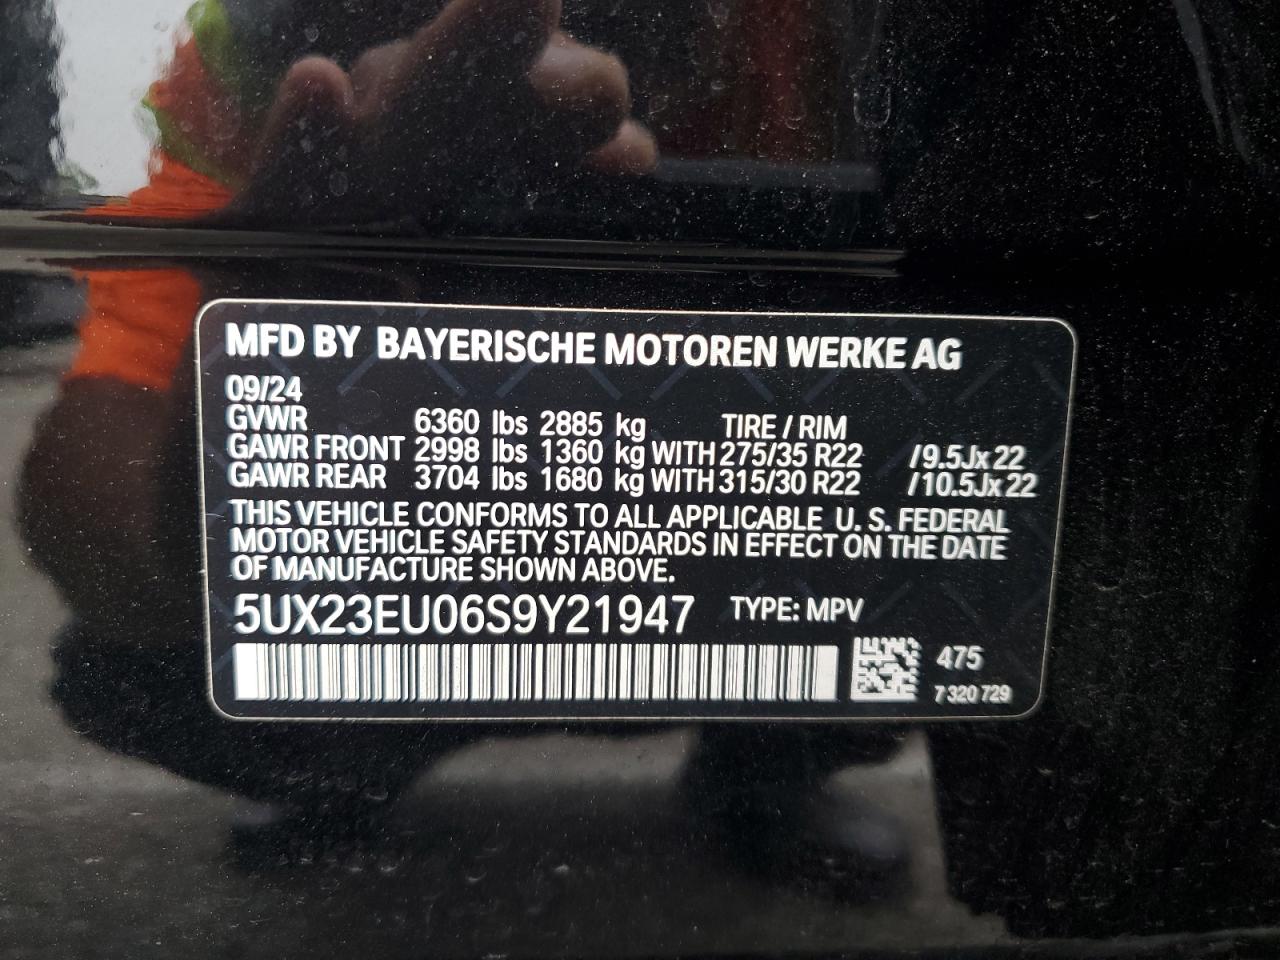 MFD BY BAYERISCHE MOTOREN WERKE AG
09/24
GVWR 6360 lbs 2885 kg TIRE / RIM
GAWR FRONT 2998 lbs 1360 kg WITH 275/35 R22 /9.5Jx22
GAWR REAR 3704 lbs 1680 kg WITH 315/30 R22 /10.5Jx22
THIS VEHICLE CONFORMS TO ALL APPLICABLE U. S. FEDERAL
MOTOR VEHICLE SAFETY STANDARDS IN EFFECT ON THE DATE
OF MANUFACTURE SHOWN ABOVE.
5UX23EU06S9Y21947 TYPE: MPV
475
7 320 729